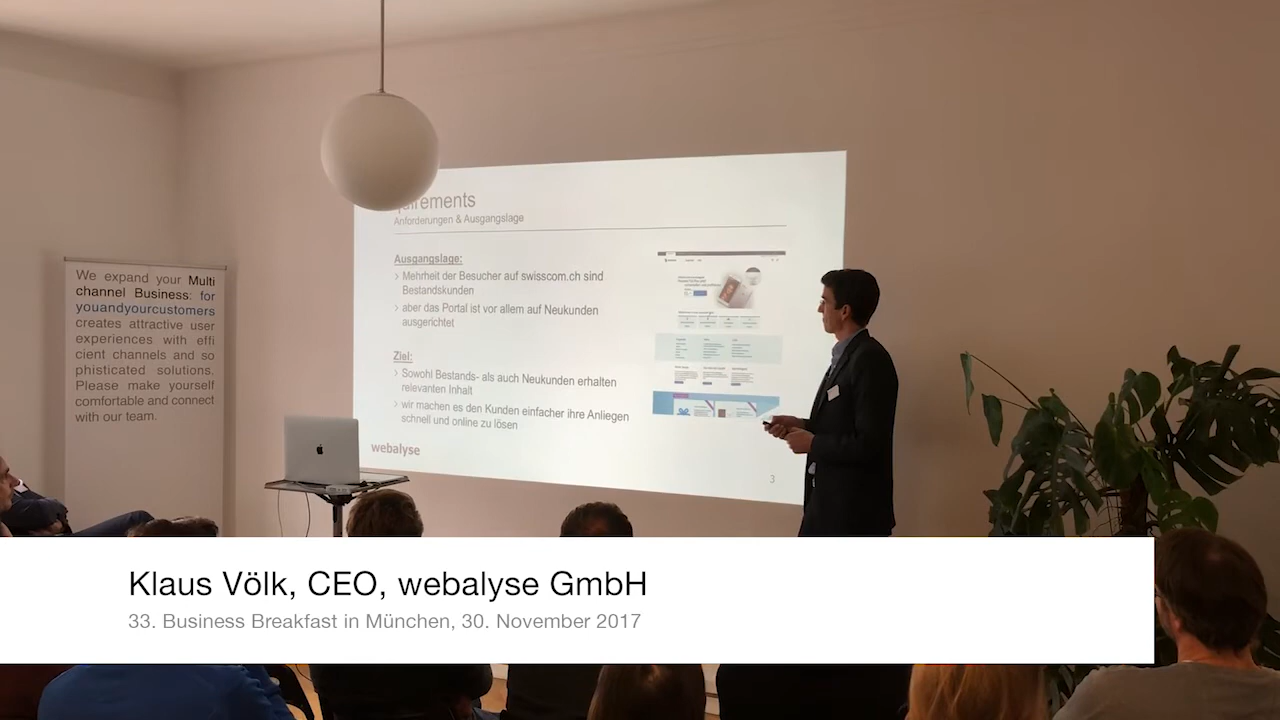 We expand your Multi
channel Business: for
youandyourcustomers
creates attractive user
experiences with effi
cient channels and so
phisticated solutions.
Please make yourself
comfortable and connect
with our team.
Anforderungen & Ausgangslage
Ausgangslage:
> Mehrheit der Besucher auf swisscom.ch sind
Bestandskunden
> aber das Portal ist vor allem auf Neukunden
ausgerichtet
Ziel:
> Sowohl Bestands- als auch Neukunden erhalten
relevanten Inhalt
> wir machen es den Kunden einfacher ihre Anliegen
schnell und online zu lösen
webalyse
3
Klaus Völk, CEO, webalyse GmbH
33. Business Breakfast in München, 30. November 2017